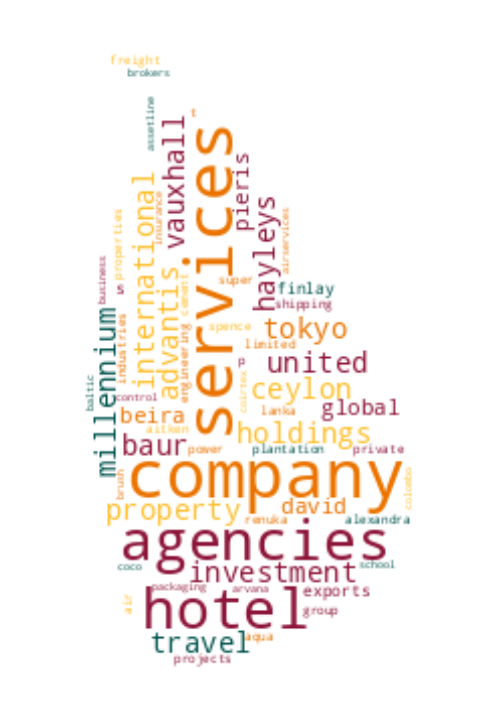 freight
brokers
assetline
t
vauxhall
services
pieris
international
insurance
hayleys
airservices
properties
business
s
advantis
cement
super
finlay
shipping
millennium
industries
engineering
spence
tokyo
limited
p
united
baltic
control
coirtex
ceylon
beira
lanka
global
aitken
holdings
baur
power
plantation
private
brush
company
colombo
property
david
renuka
alexandra
agencies
coco
investment
school
packaging
arvana
exports
air
hotel
group
travel
aqua
projects